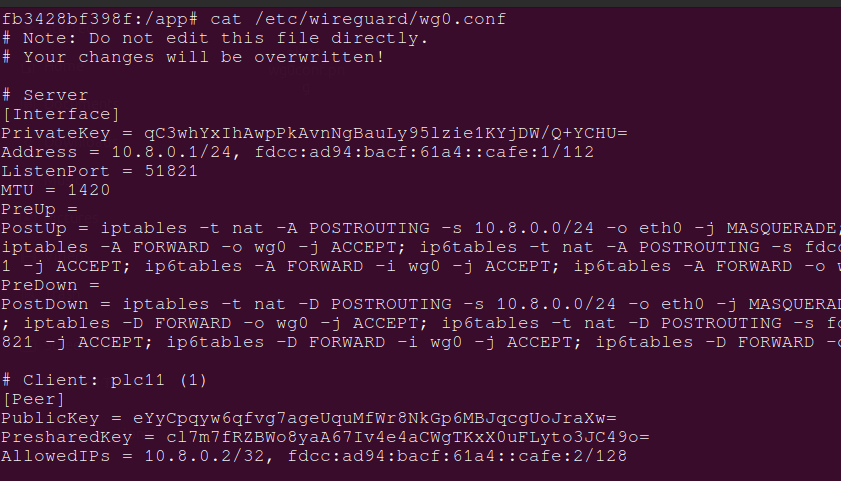 fb3428bf398f:/app# cat /etc/wireguard/wg0.conf
# Note: Do not edit this file directly.
# Your changes will be overwritten!
# Server
[Interface]
PrivateKey = qC3whYxIhAwpPkAvnNgBauLy95lzie1KYjDW/Q+YCHU=
Address = 10.8.0.1/24, fdcc:ad94:bacf:61a4::cafe:1/112
ListenPort = 51821
MTU = 1420
PreUp =
PostUp = iptables -t nat -A POSTROUTING -s 10.8.0.0/24 -o eth0 -j MASQUERADE;
iptables -A FORWARD -o wg0 -j ACCEPT; ip6tables -t nat -A POSTROUTING -s fdcc
1 -j ACCEPT; ip6tables -A FORWARD -i wg0 -j ACCEPT; ip6tables -A FORWARD -o w
PreDown =
PostDown = iptables -t nat -D POSTROUTING -s 10.8.0.0/24 -o eth0 -j MASQUERAD
; iptables -D FORWARD -o wg0 -j ACCEPT; ip6tables -t nat -D POSTROUTING -s fd
821 -j ACCEPT; ip6tables -D FORWARD -i wg0 -j ACCEPT; ip6tables -D FORWARD -o
# Client: plc11 (1)
[Peer]
PublicKey = eYyCpqyw6qfvg7ageUquMfWr8NkGp6MBJqcgUoJraXw=
PresharedKey = cl7m7fRZBWo8yaA67Iv4e4aCWgTKxX0uFLyto3JC49o=
AllowedIPs = 10.8.0.2/32, fdcc:ad94:bacf:61a4::cafe:2/128